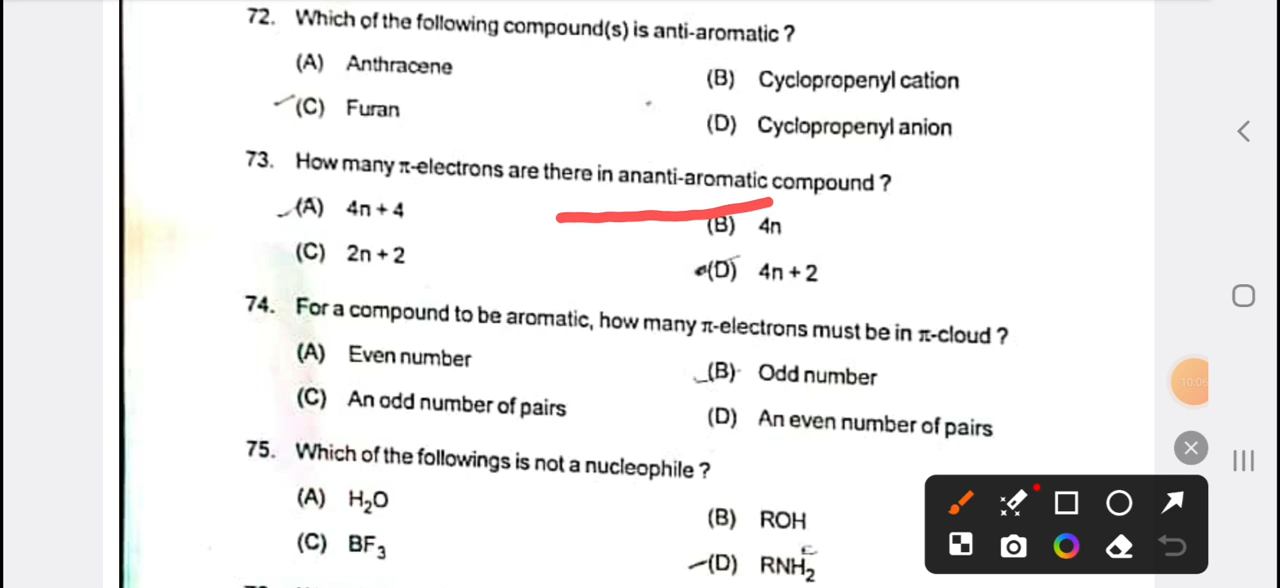 72. Which of the following compound(s) is anti-aromatic ?
(A) Anthracene
(B) Cyclopropenyl cation
(C) Furan
(D) Cyclopropenyl anion
73. How many π-electrons are there in ananti-aromatic compound ?
(A) 4n + 4
(B) 4n
(C) 2n + 2
(D) 4n + 2
74. For a compound to be aromatic, how many π-electrons must be in π-cloud ?
(A) Even number
(B) Odd number
(C) An odd number of pairs
(D) An even number of pairs
75. Which of the followings is not a nucleophile ?
(A) H₂O
(B) ROH
(C) BF₃
(D) RNH₂
10:06